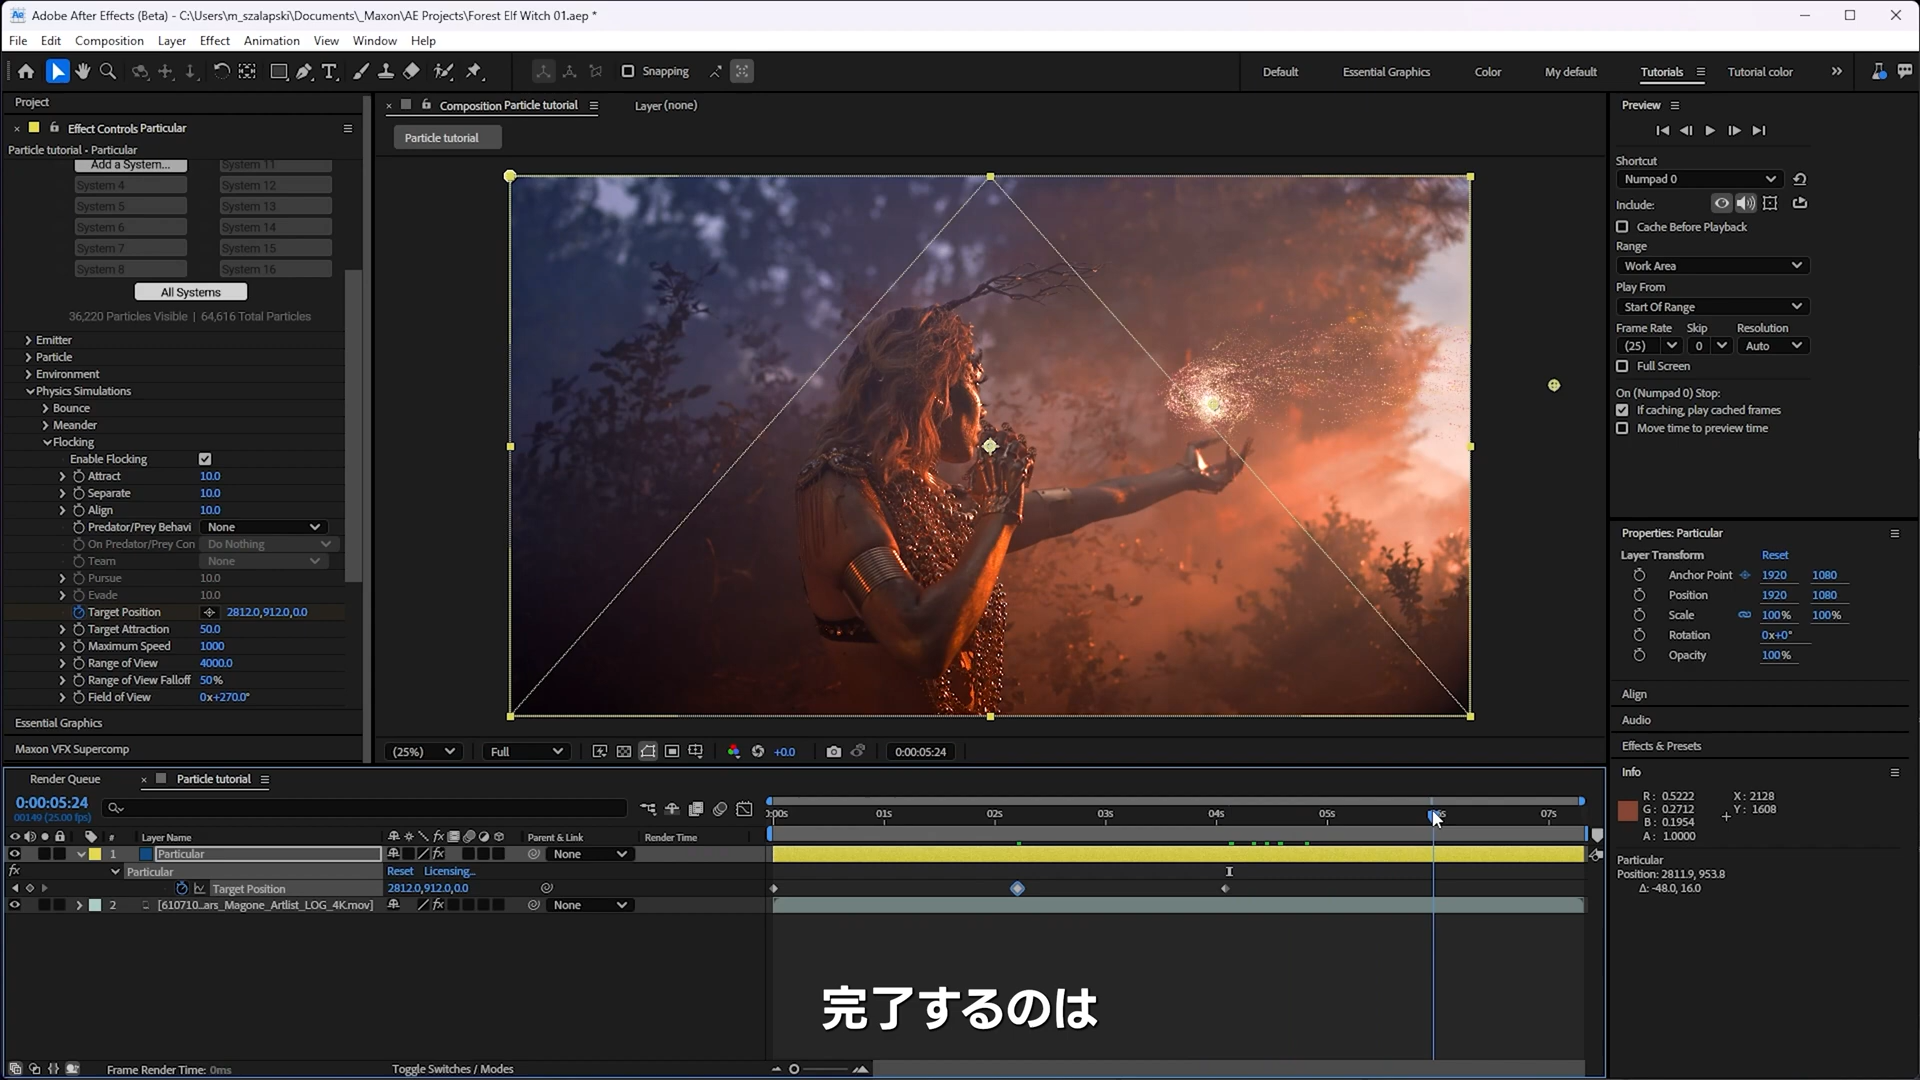 Adobe After Effects (Beta) - C:\Users\m_szalapski\Documents\_Maxon\AE Projects\Forest Elf Witch 01.aep *
File Edit Composition Layer Effect Animation View Window Help
Snapping
Default Essential Graphics Color My default Tutorials Tutorial color
Project
Effect Controls Particular
Particle tutorial - Particular
Add a System... System 11
System 4 System 12
System 5 System 13
System 6 System 14
System 7 System 15
System 8 System 16
All Systems
36,220 Particles Visible | 64,616 Total Particles
Emitter
Particle
Environment
Physics Simulations
Bounce
Meander
Flocking
Enable Flocking
Attract 10.0
Separate 10.0
Align 10.0
Predator/Prey Behavi None
On Predator/Prey Con Do Nothing
Team None
Pursue 10.0
Evade 10.0
Target Position 2812.0,912.0,0.0
Target Attraction 50.0
Maximum Speed 1000
Range of View 4000.0
Range of View Falloff 50%
Field of View 0x+270.0°
Essential Graphics
Maxon VFX Supercomp
Composition Particle tutorial Layer (none)
Particle tutorial
(25%) Full +0.0 0:00:05:24
Preview
Shortcut
Numpad 0
Include:
Cache Before Playback
Range
Work Area
Play From
Start Of Range
Frame Rate Skip Resolution
(25) 0 Auto
Full Screen
On (Numpad 0) Stop:
If caching, play cached frames
Move time to preview time
Properties: Particular
Layer Transform Reset
Anchor Point 1920 1080
Position 1920 1080
Scale 100% 100%
Rotation 0x+0°
Opacity 100%
Align
Audio
Effects & Presets
Info
R: 0.5222 X: 2128
G: 0.2712 Y: 1608
B: 0.1954
A: 1.0000
Particular
Position: 2811.9, 953.8
Δ: -48.0, 16.0
Render Queue Particle tutorial
0:00:05:24
00149 (25.00 fps)
01s 02s 03s 04s 05s 07s
# Layer Name Parent & Link Render Time
1 Particular None
fx Particular Reset Licensing...
Target Position 2812.0,912.0,0.0
2 [610710...ars_Magone_Artlist_LOG_4K.mov] None
完了するのは
Frame Render Time: 0ms Toggle Switches / Modes